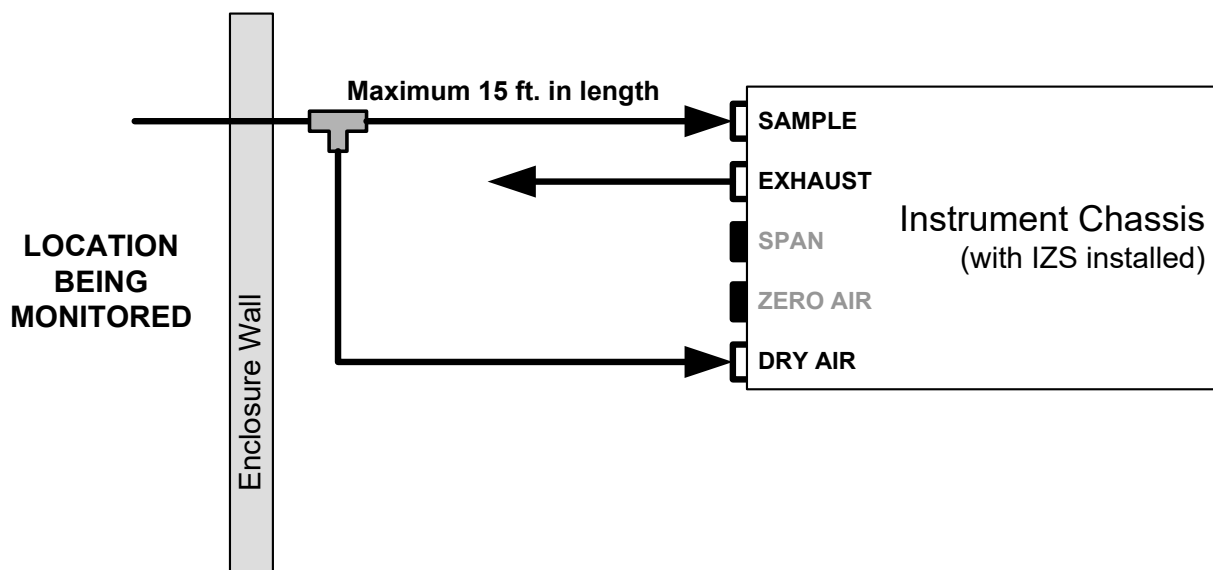 Maximum 15 ft. in length
SAMPLE
EXHAUST
SPAN
ZERO AIR
DRY AIR
Instrument Chassis
(with IZS installed)
LOCATION
BEING
MONITORED
Enclosure Wall